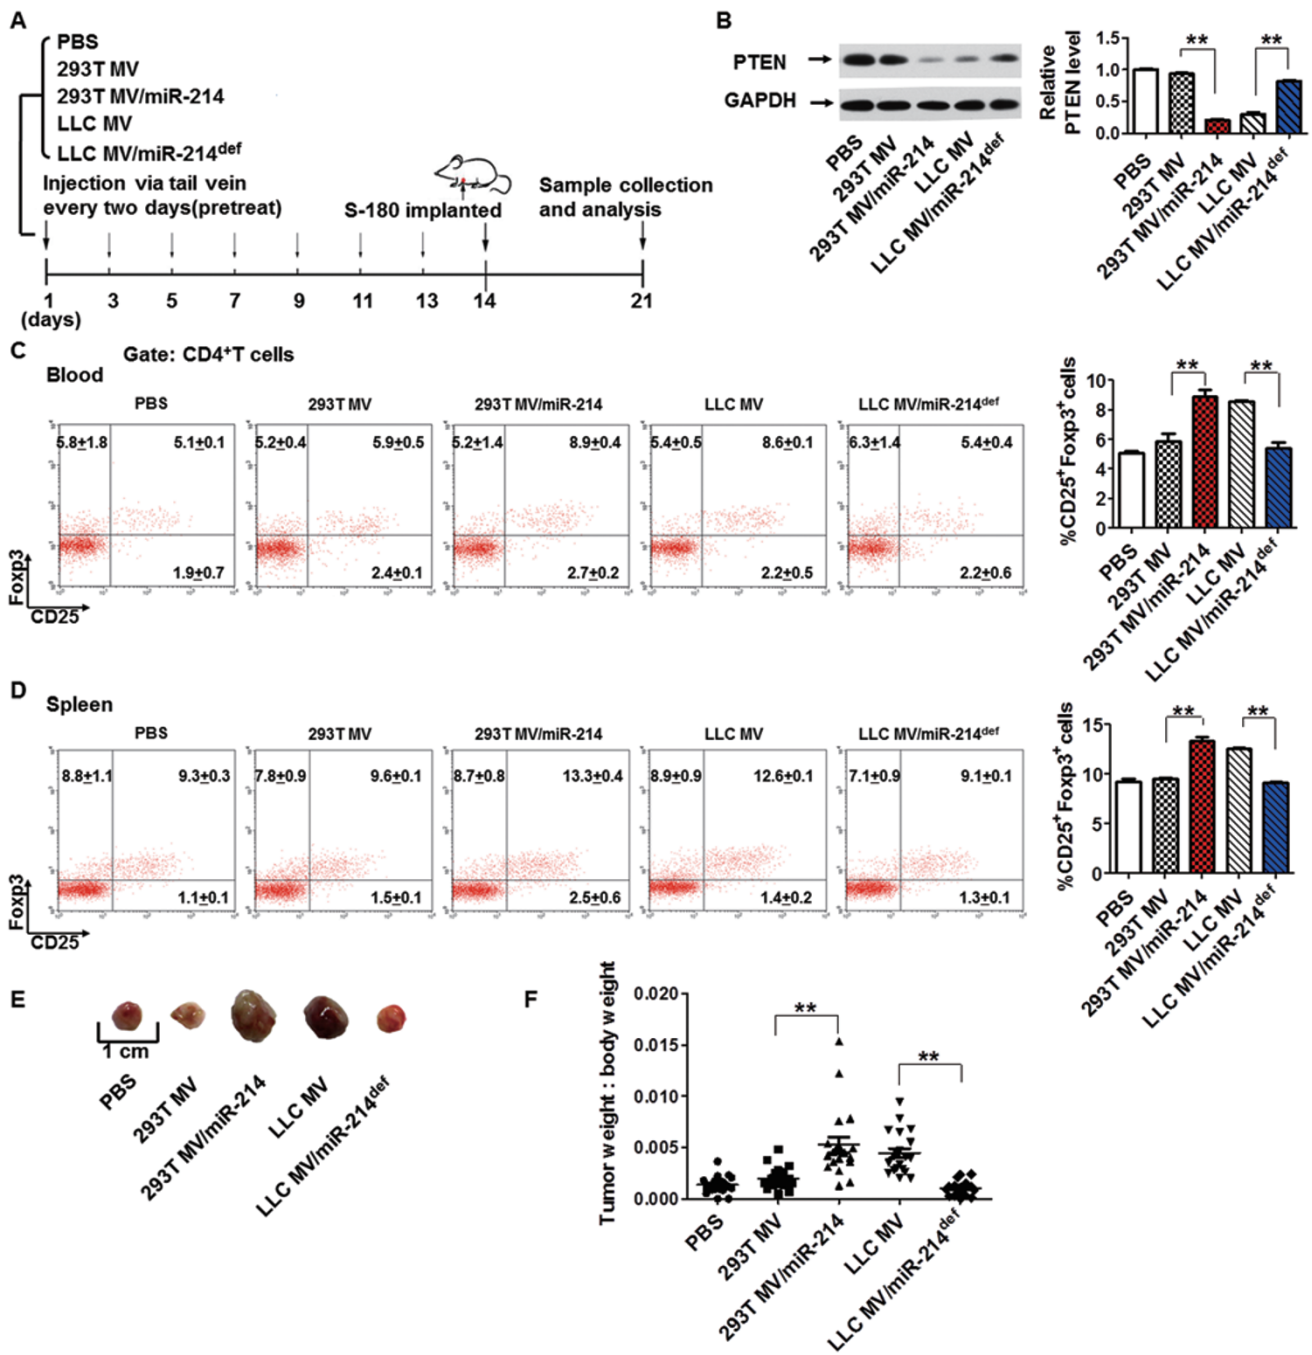 A
PBS
293T MV
293T MV/miR-214
LLC MV
LLC MV/miR-214def
Injection via tail vein
every two days(pretreat)
S-180 implanted
Sample collection
and analysis
1 3 5 7 9 11 13 14 21
(days)
B
PTEN
GAPDH
PBS
293T MV
293T MV/miR-214
LLC MV
LLC MV/miR-214def
Relative
PTEN level
1.5
1.0
0.5
0.0
** **
PBS
293T MV
293T MV/miR-214
LLC MV
LLC MV/miR-214def
C
Gate: CD4+T cells
Blood
PBS 293T MV 293T MV/miR-214 LLC MV LLC MV/miR-214def
5.8±1.8 5.1±0.1 5.2±0.4 5.9±0.5 5.2±1.4 8.9±0.4 5.4±0.5 8.6±0.1 6.3±1.4 5.4±0.4
1.9±0.7 2.4±0.1 2.7±0.2 2.2±0.5 2.2±0.6
Foxp3
CD25
%CD25+Foxp3+ cells
10
8
6
4
2
0
** **
PBS
293T MV
293T MV/miR-214
LLC MV
LLC MV/miR-214def
D
Spleen
PBS 293T MV 293T MV/miR-214 LLC MV LLC MV/miR-214def
8.8±1.1 9.3±0.3 7.8±0.9 9.6±0.1 8.7±0.8 13.3±0.4 8.9±0.9 12.6±0.1 7.1±0.9 9.1±0.1
1.1±0.1 1.5±0.1 2.5±0.6 1.4±0.2 1.3±0.1
Foxp3
CD25
%CD25+Foxp3+ cells
15
10
5
0
** **
PBS
293T MV
293T MV/miR-214
LLC MV
LLC MV/miR-214def
E
1 cm
PBS
293T MV
293T MV/miR-214
LLC MV
LLC MV/miR-214def
F
Tumor weight : body weight
0.020
0.015
0.010
0.005
0.000
** **
PBS
293T MV
293T MV/miR-214
LLC MV
LLC MV/miR-214def